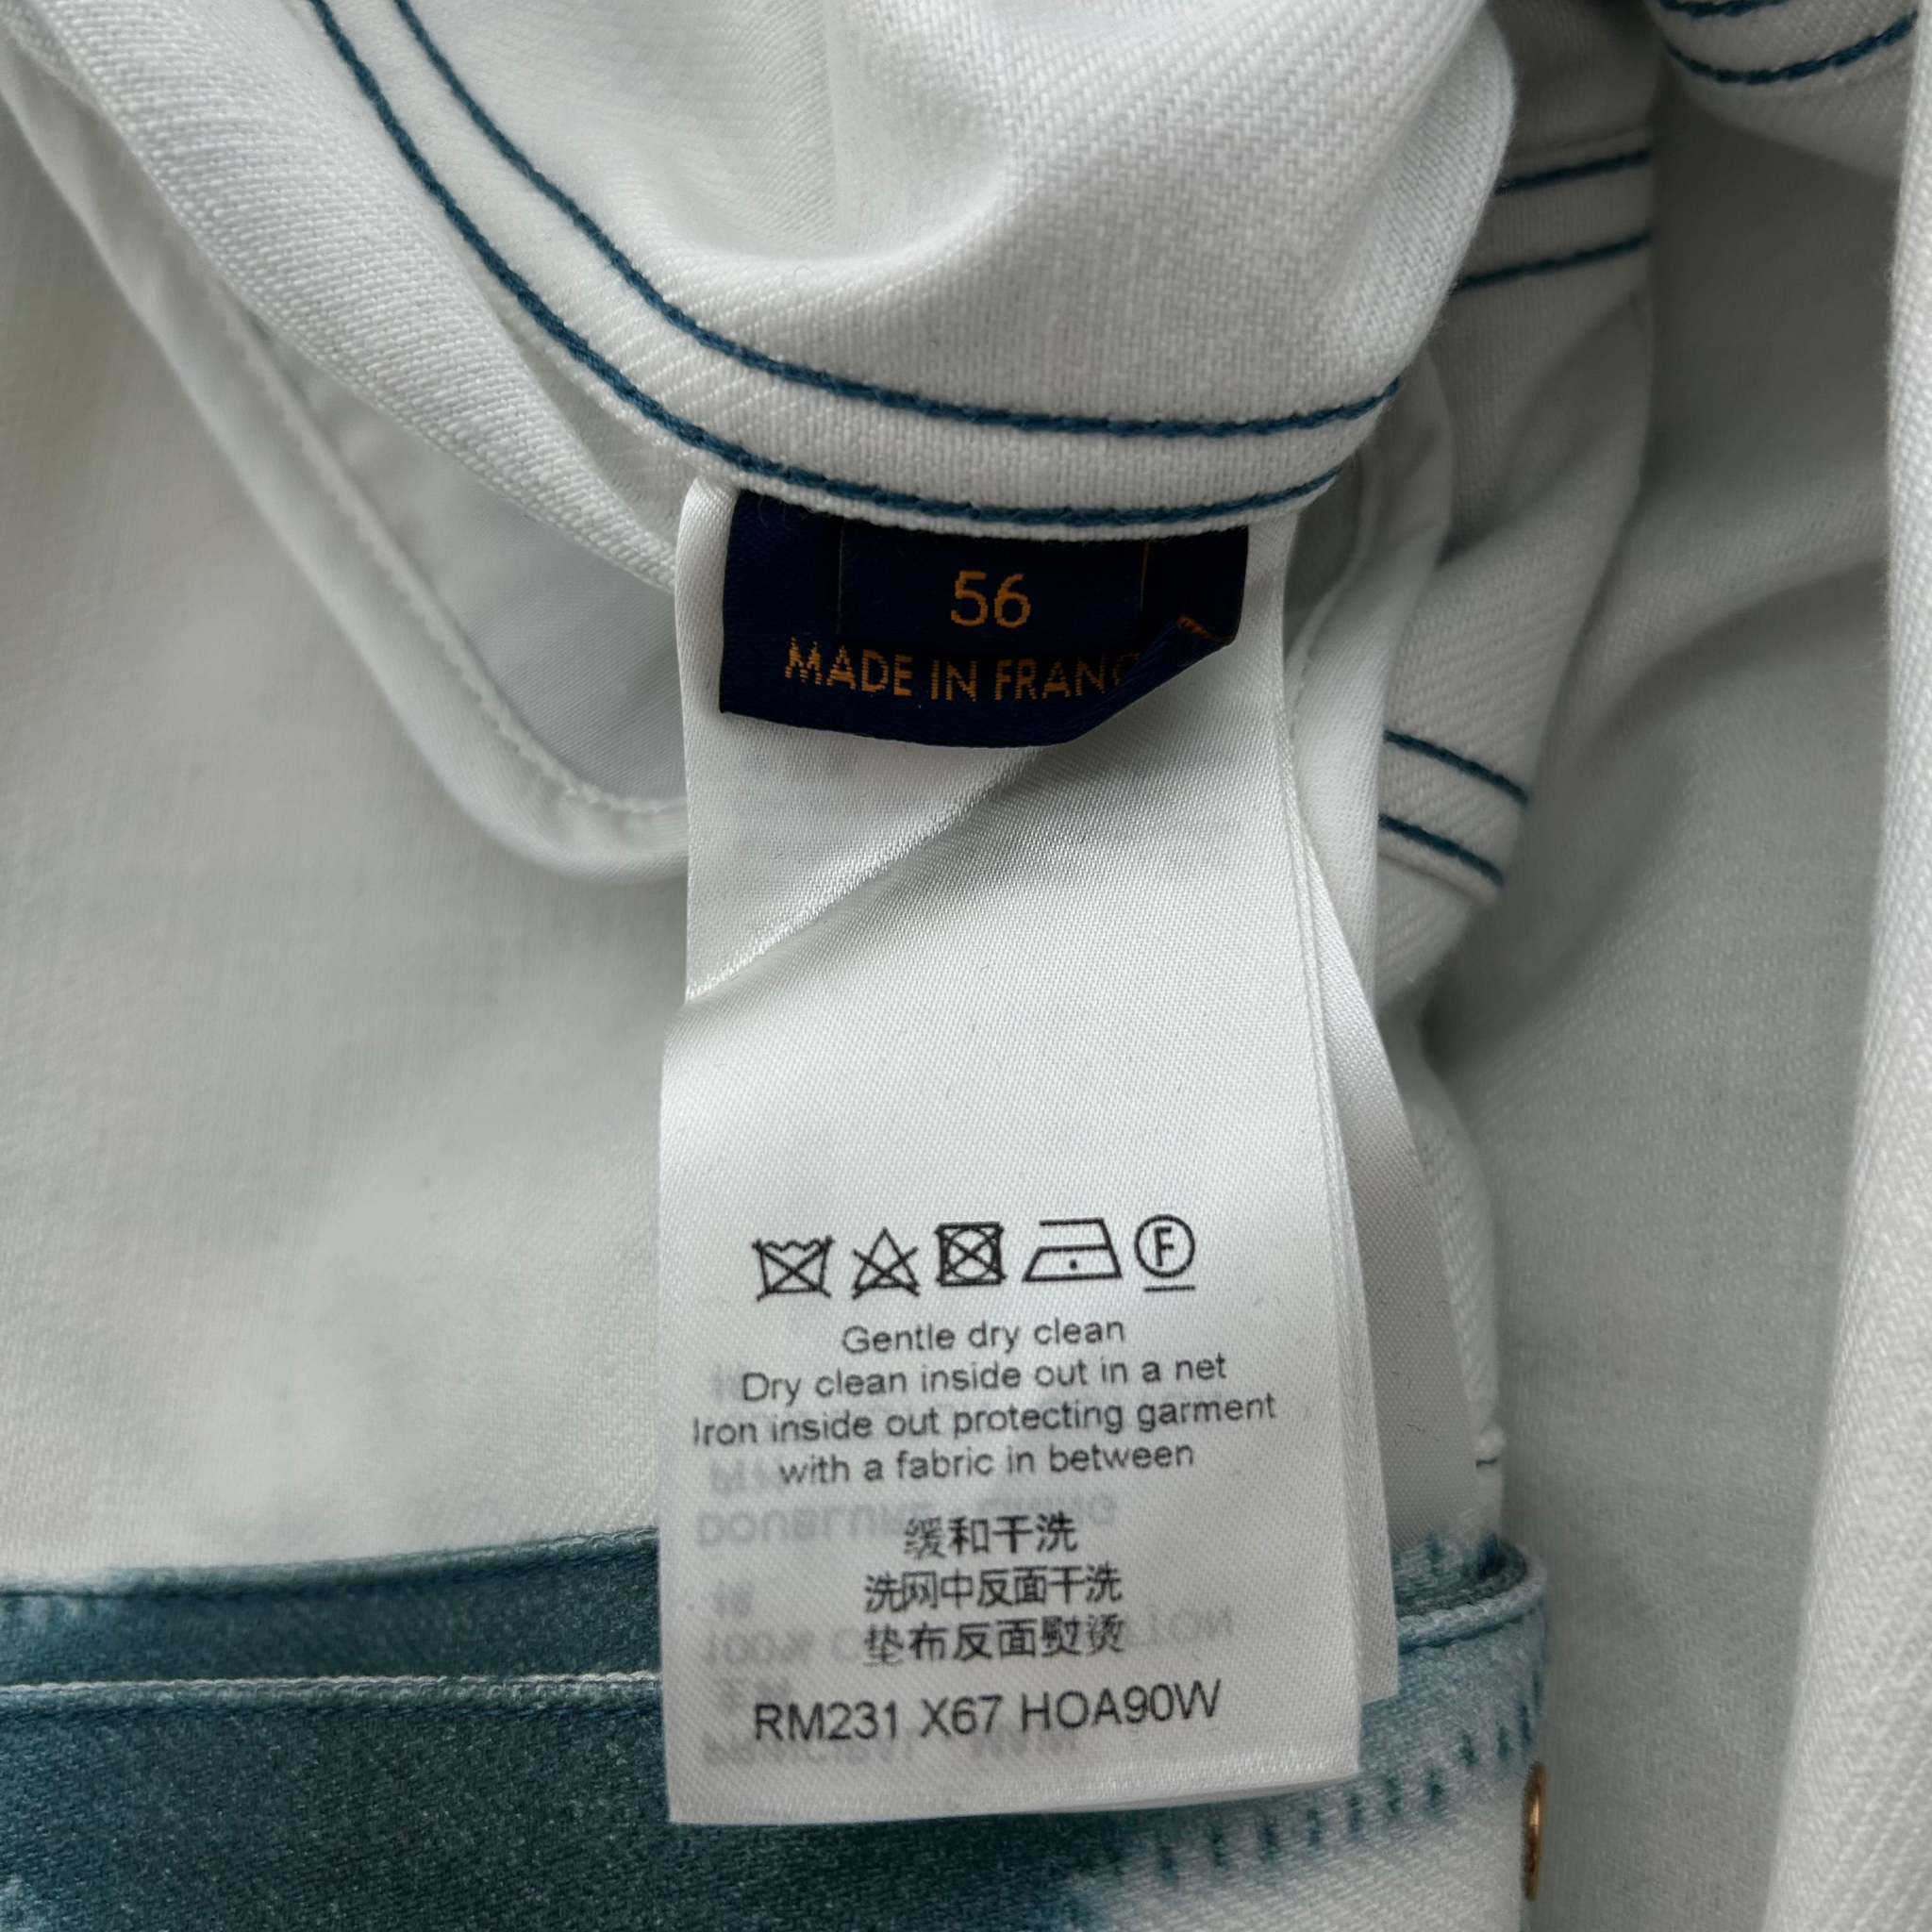 56
MADE IN FRANC
F
Gentle dry clean
Dry clean inside out in a net
Iron inside out protecting garment
with a fabric in between
缓和干洗
洗网中反面干洗
垫布反面熨烫
RM231 X67 HOA90W